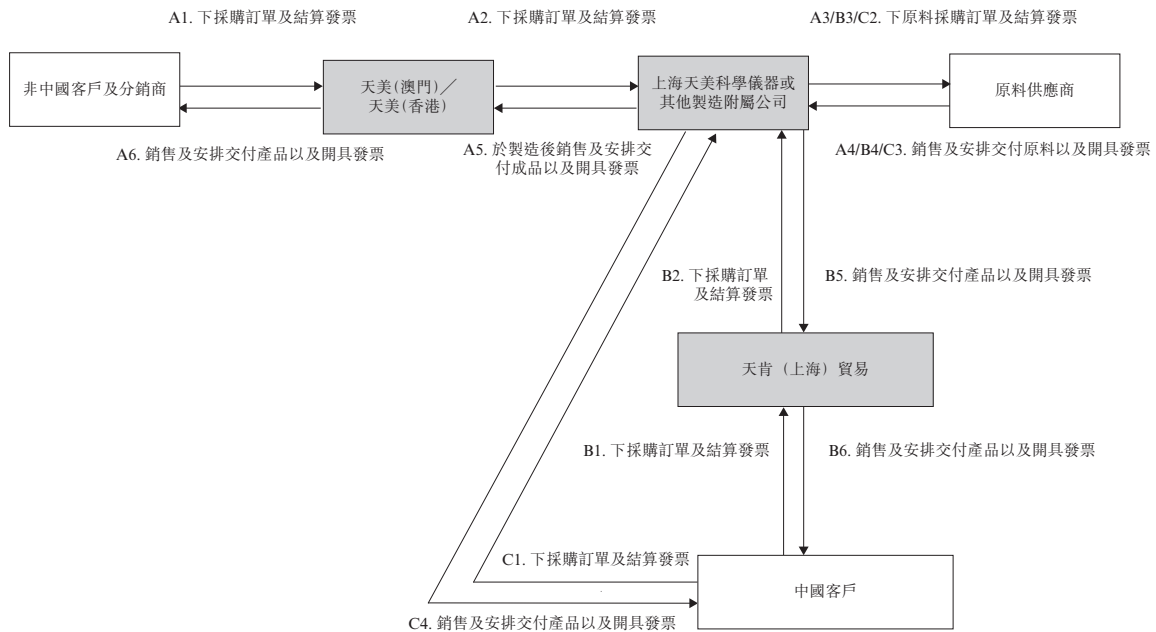 A1. 下採購訂單及結算發票
A2. 下採購訂單及結算發票
A3/B3/C2. 下原料採購訂單及結算發票
非中國客戶及分銷商
天美(澳門)／
天美(香港)
上海天美科學儀器或
其他製造附屬公司
原料供應商
A6. 銷售及安排交付產品以及開具發票
A5. 於製造後銷售及安排交
付成品以及開具發票
A4/B4/C3. 銷售及安排交付原料以及開具發票
B2. 下採購訂單
及結算發票
B5. 銷售及安排交付產品以及開具發票
天肯（上海）貿易
B1. 下採購訂單及結算發票
B6. 銷售及安排交付產品以及開具發票
C1. 下採購訂單及結算發票
中國客戶
C4. 銷售及安排交付產品以及開具發票